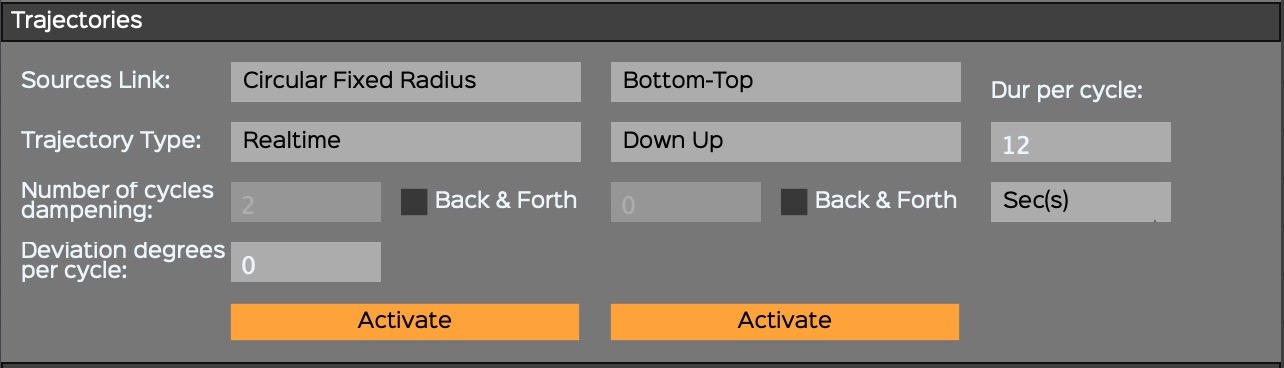 Trajectories
Sources Link: Circular Fixed Radius Bottom-Top
Dur per cycle:
Trajectory Type: Realtime Down Up 12
Number of cycles
dampening: 2 Back & Forth 0 Back & Forth Sec(s)
Deviation degrees
per cycle: 0
Activate Activate